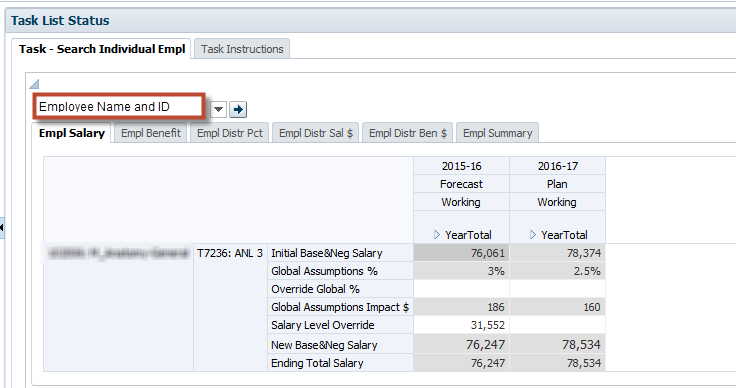 Task List Status
Task - Search Individual Empl Task Instructions
Employee Name and ID
Empl Salary Empl Benefit Empl Distr Pct Empl Distr Sal $ Empl Distr Ben $ Empl Summary
2015-16 2016-17
Forecast Plan
Working Working
YearTotal YearTotal
T7236: ANL 3 Initial Base&Neg Salary 76,061 78,374
Global Assumptions % 3% 2.5%
Override Global %
Global Assumptions Impact $ 186 160
Salary Level Override 31,552
New Base&Neg Salary 76,247 78,534
Ending Total Salary 76,247 78,534